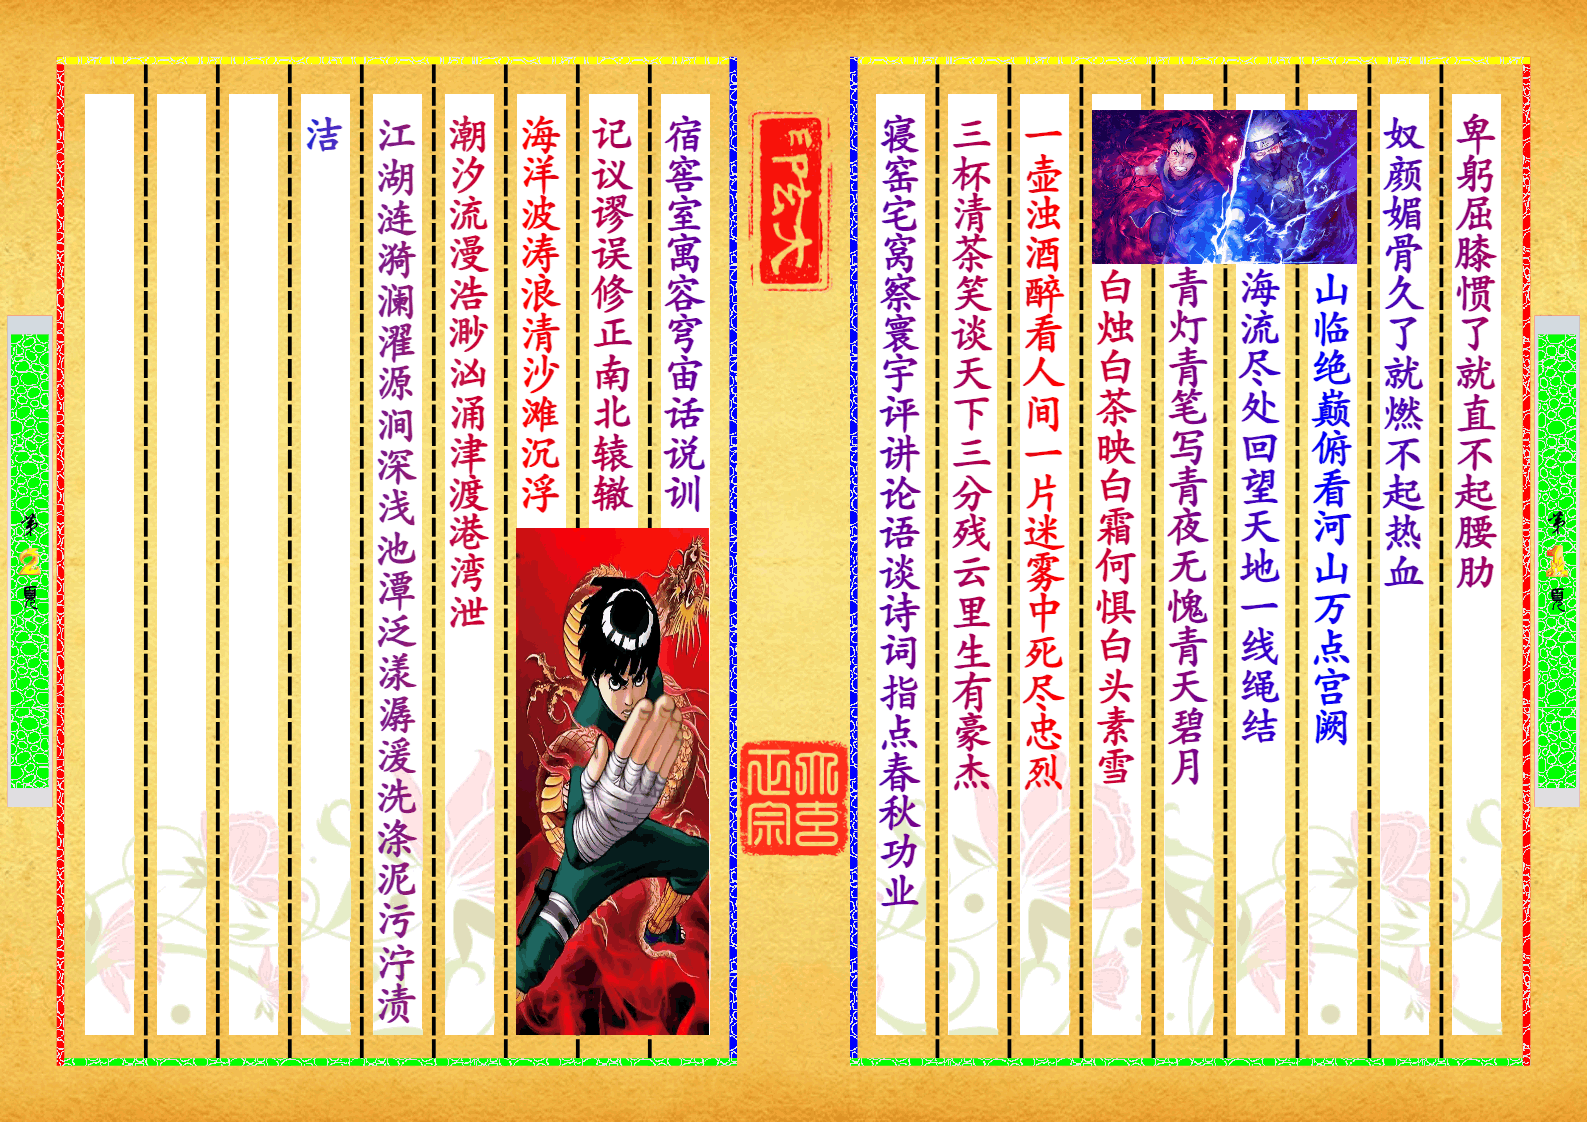 卑躬屈膝惯了就直不起腰肋
奴颜媚骨久了就燃不起热血
山临绝巅俯看河山万点宫阙
海流尽处回望天地一线绳结
青灯青笔写青夜无愧青天碧月
白烛白茶映白霜何惧白头素雪
一壶浊酒醉看人间一片迷雾中死尽忠烈
三杯清茶笑谈天下三分残云里生有豪杰
寝窑宅窝察寰宇评讲论语谈诗词指点春秋功业
第1頁
宿窖室寓容穹宙话说训
记议谬误修正南北辕辙
海洋波涛浪清沙滩沉浮
潮汐流漫浩渺汹涌津渡港湾泄
江湖涟漪澜濯源涧深浅池潭泛漾潺湲洗涤泥污泞渍
洁
第2頁